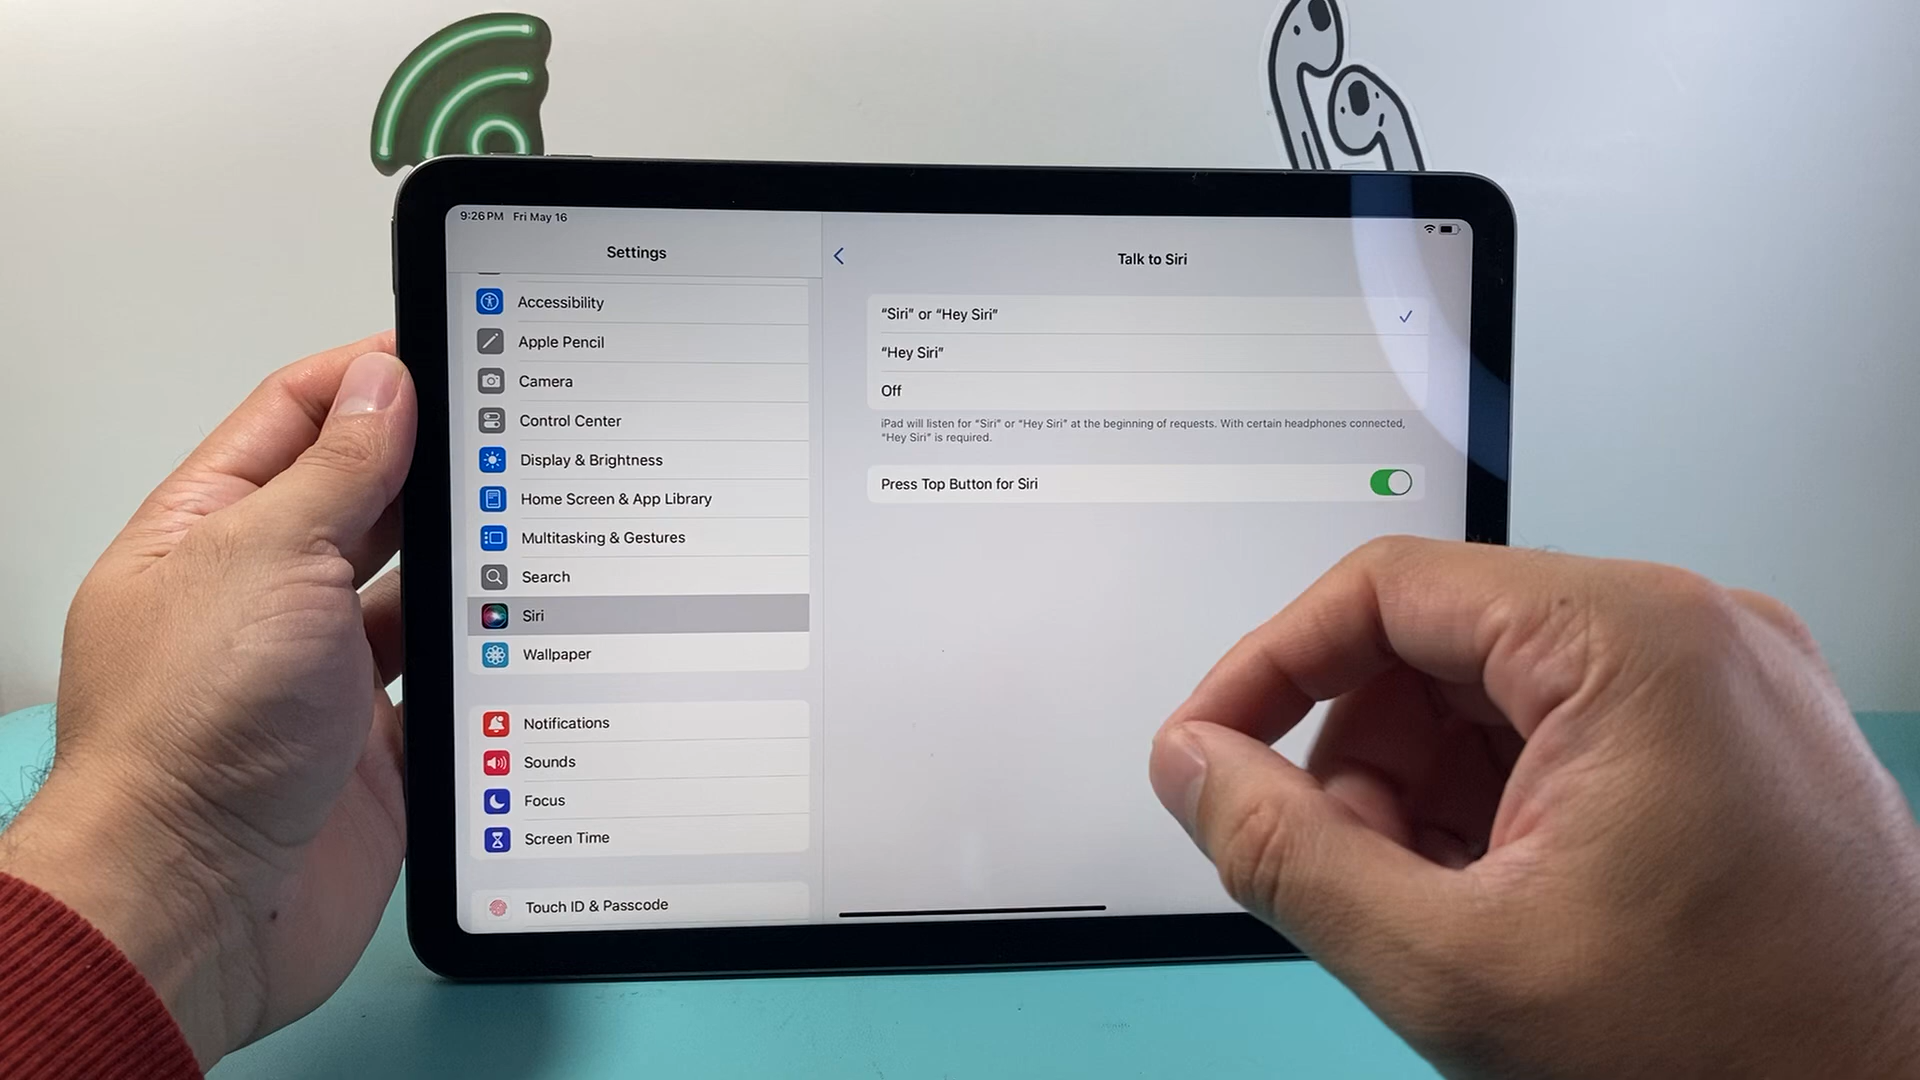 9:26 PM Fri May 16
Settings
Accessibility
Apple Pencil
Camera
Control Center
Display & Brightness
Home Screen & App Library
Multitasking & Gestures
Search
Siri
Wallpaper
Notifications
Sounds
Focus
Screen Time
Touch ID & Passcode
Talk to Siri
“Siri” or “Hey Siri”
“Hey Siri”
Off
iPad will listen for “Siri” or “Hey Siri” at the beginning of requests. With certain headphones connected,
“Hey Siri” is required.
Press Top Button for Siri